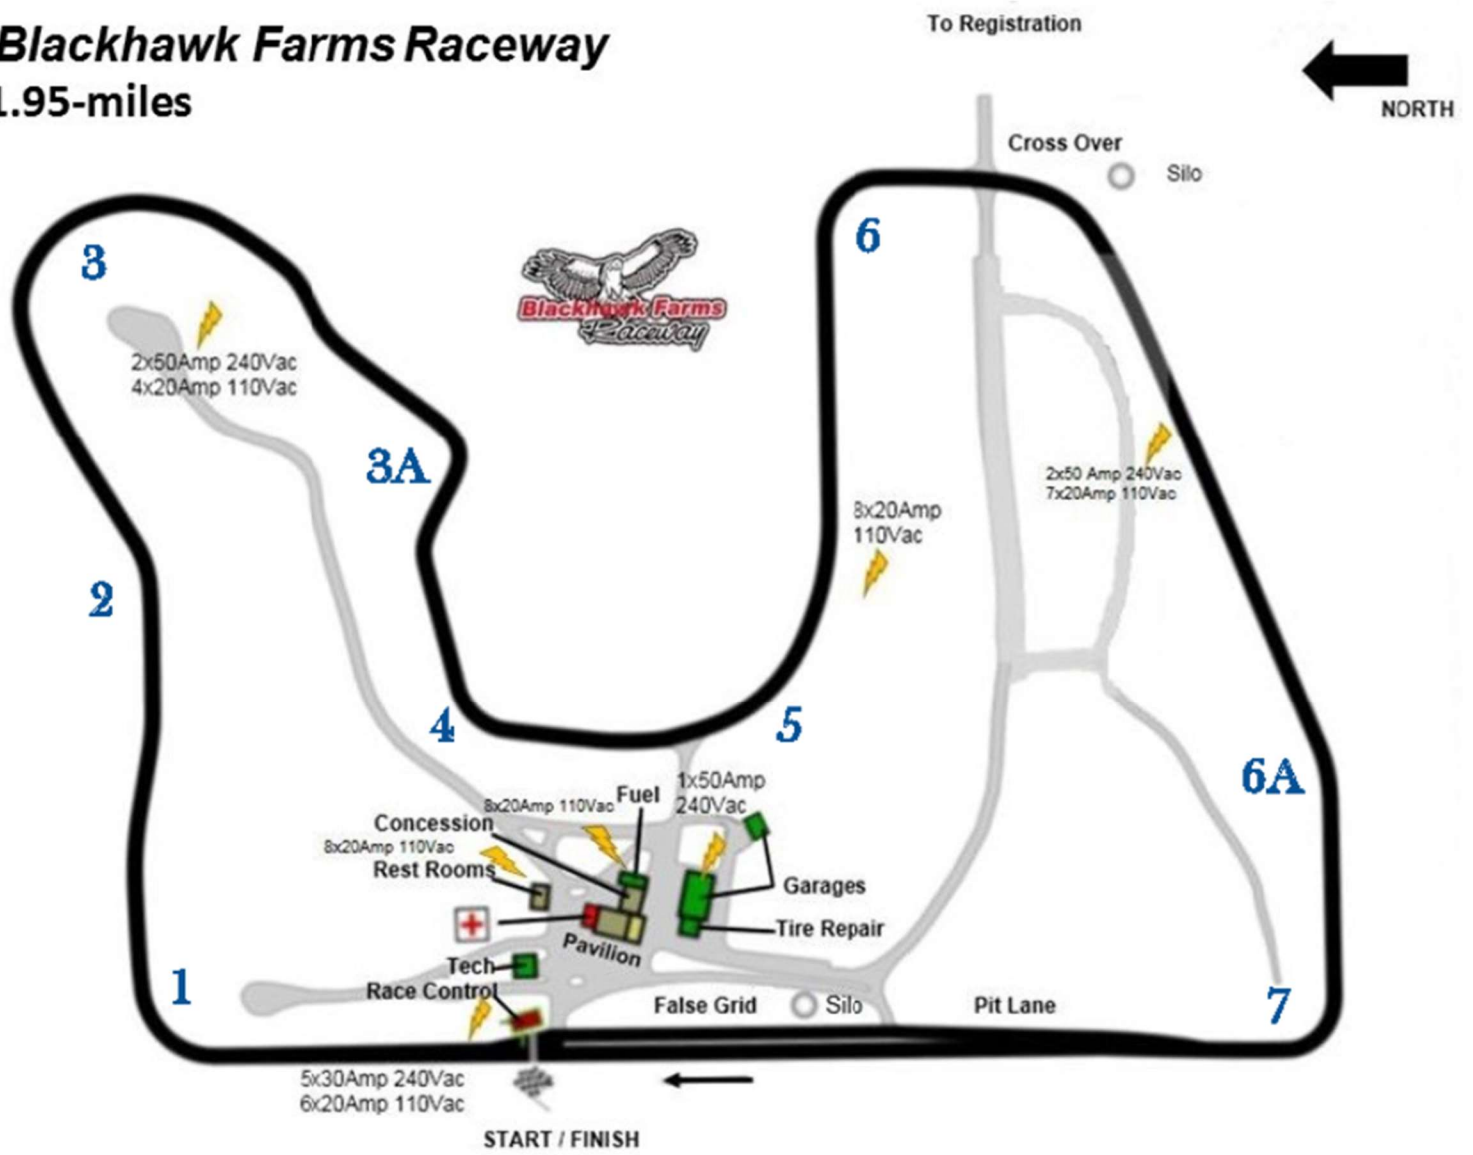 Blackhawk Farms Raceway
1.95-miles
To Registration
NORTH
Cross Over
Silo
3
6
Blackhawk Farms
Raceway
2x50Amp 240Vac
4x20Amp 110Vac
3A
2x50 Amp 240Vac
7x20Amp 110Vac
8x20Amp
110Vac
2
4
5
6A
1x50Amp
240Vac
Fuel
8x20Amp 110Vac
Concession
8x20Amp 110Vac
Rest Rooms
Garages
Tire Repair
Pavilion
Tech
Race Control
1
False Grid
Silo
Pit Lane
7
5x30Amp 240Vac
6x20Amp 110Vac
START / FINISH